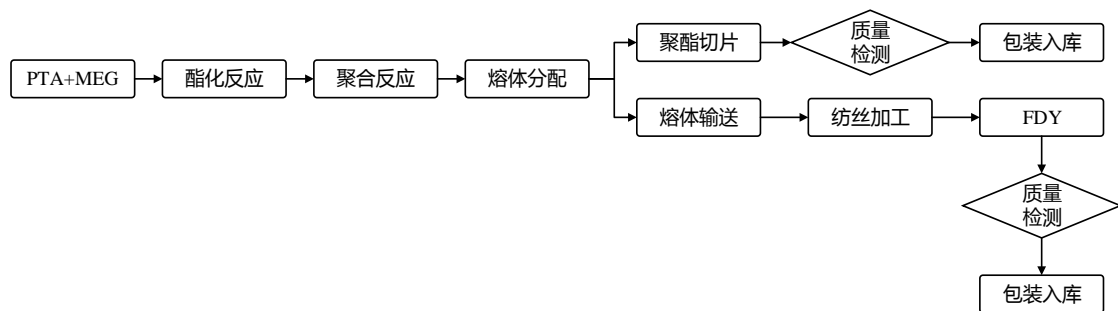 聚酯切片
质量
检测
包装入库
PTA+MEG
酯化反应
聚合反应
熔体分配
熔体输送
纺丝加工
FDY
质量
检测
包装入库